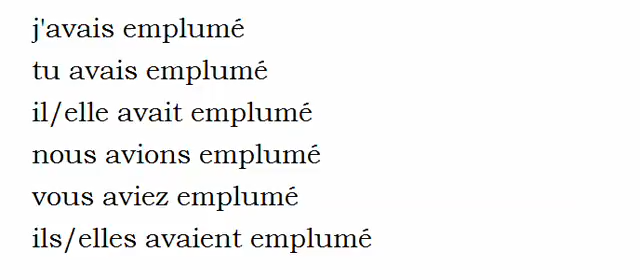 j'avais emplumé
tu avais emplumé
il/elle avait emplumé
nous avions emplumé
vous aviez emplumé
ils/elles avaient emplumé